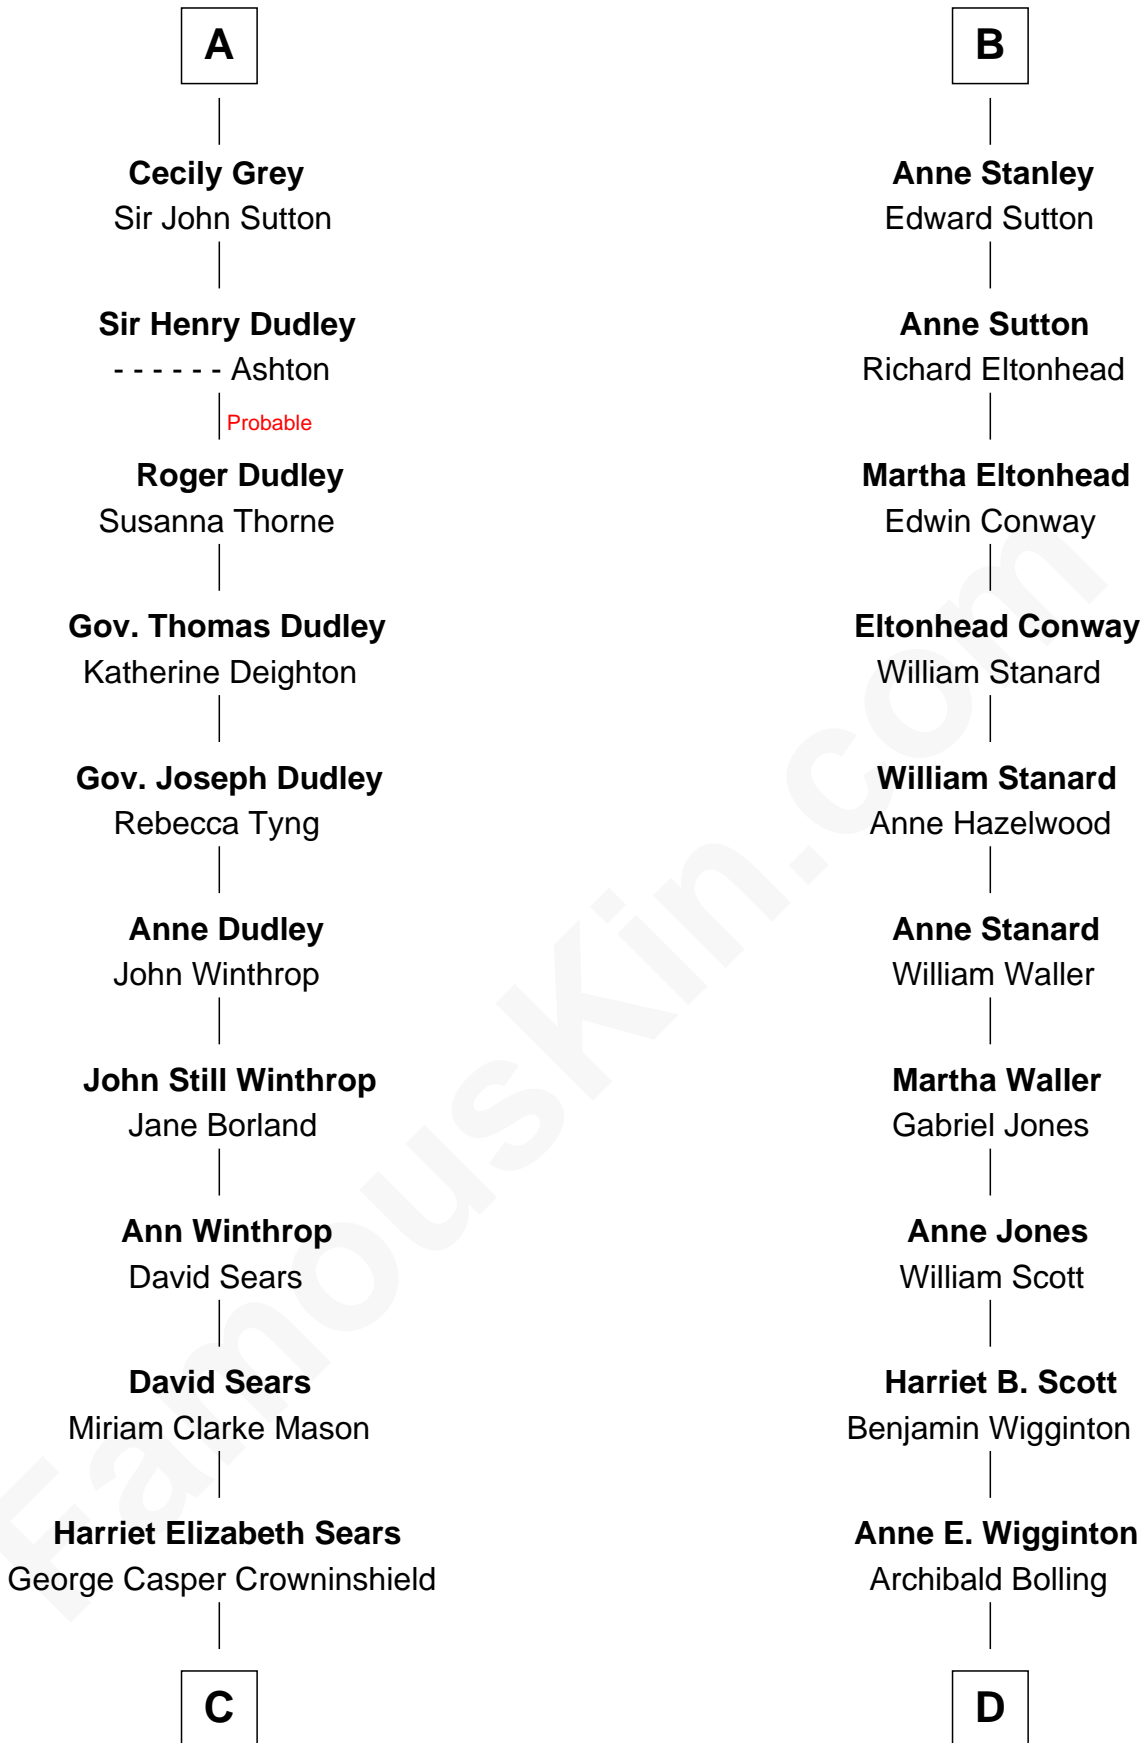 A
Cecily Grey
Sir John Sutton
Sir Henry Dudley
- - - - - - Ashton
Probable
Roger Dudley
Susanna Thorne
Gov. Thomas Dudley
Katherine Deighton
Gov. Joseph Dudley
Rebecca Tyng
Anne Dudley
John Winthrop
John Still Winthrop
Jane Borland
Ann Winthrop
David Sears
David Sears
Miriam Clarke Mason
Harriet Elizabeth Sears
George Casper Crowninshield
C
B
Anne Stanley
Edward Sutton
Anne Sutton
Richard Eltonhead
Martha Eltonhead
Edwin Conway
Eltonhead Conway
William Stanard
William Stanard
Anne Hazelwood
Anne Stanard
William Waller
Martha Waller
Gabriel Jones
Anne Jones
William Scott
Harriet B. Scott
Benjamin Wigginton
Anne E. Wigginton
Archibald Bolling
D
FamousKin.com